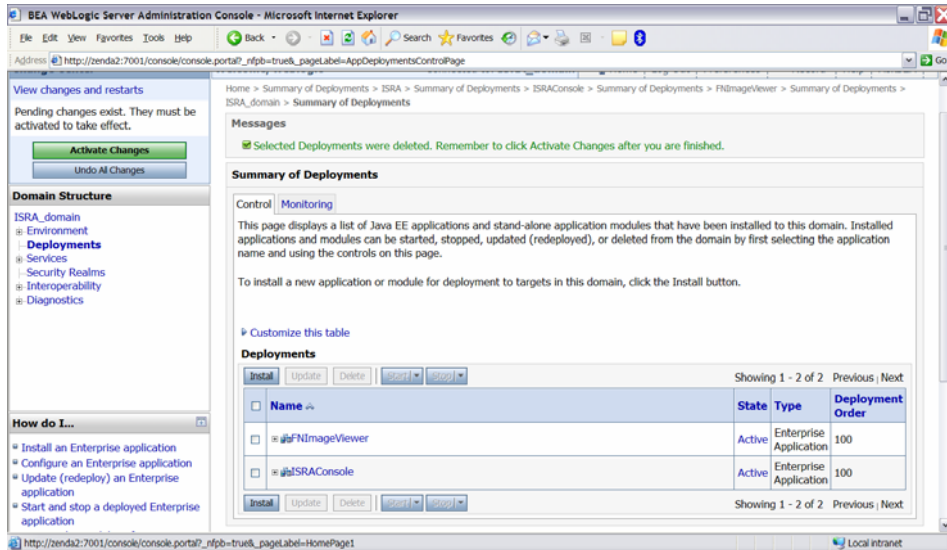 BEA WebLogic Server Administration Console - Microsoft Internet Explorer
File Edit View Favorites Tools Help
Back Search Favorites
Address http://zenda2:7001/console/console.portal?_nfpb=true&_pageLabel=AppDeploymentsControlPage Go
View changes and restarts
Pending changes exist. They must be
activated to take effect.
Activate Changes
Undo All Changes
Domain Structure
ISRA_domain
Environment
Deployments
Services
Security Realms
Interoperability
Diagnostics
How do I...
Install an Enterprise application
Configure an Enterprise application
Update (redeploy) an Enterprise
application
Start and stop a deployed Enterprise
application
Home > Summary of Deployments > ISRA > Summary of Deployments > ISRAConsole > Summary of Deployments > FNImageViewer > Summary of Deployments >
ISRA_domain > Summary of Deployments
Messages
Selected Deployments were deleted. Remember to click Activate Changes after you are finished.
Summary of Deployments
Control Monitoring
This page displays a list of Java EE applications and stand-alone application modules that have been installed to this domain. Installed
applications and modules can be started, stopped, updated (redeployed), or deleted from the domain by first selecting the application
name and using the controls on this page.
To install a new application or module for deployment to targets in this domain, click the Install button.
Customize this table
Deployments
Install Update Delete Start Stop Showing 1 - 2 of 2 Previous | Next
Name State Type Deployment
Order
FNImageViewer Active Enterprise
Application 100
ISRAConsole Active Enterprise
Application 100
Install Update Delete Start Stop Showing 1 - 2 of 2 Previous | Next
http://zenda2:7001/console/console.portal?_nfpb=true&_pageLabel=HomePage1 Local intranet